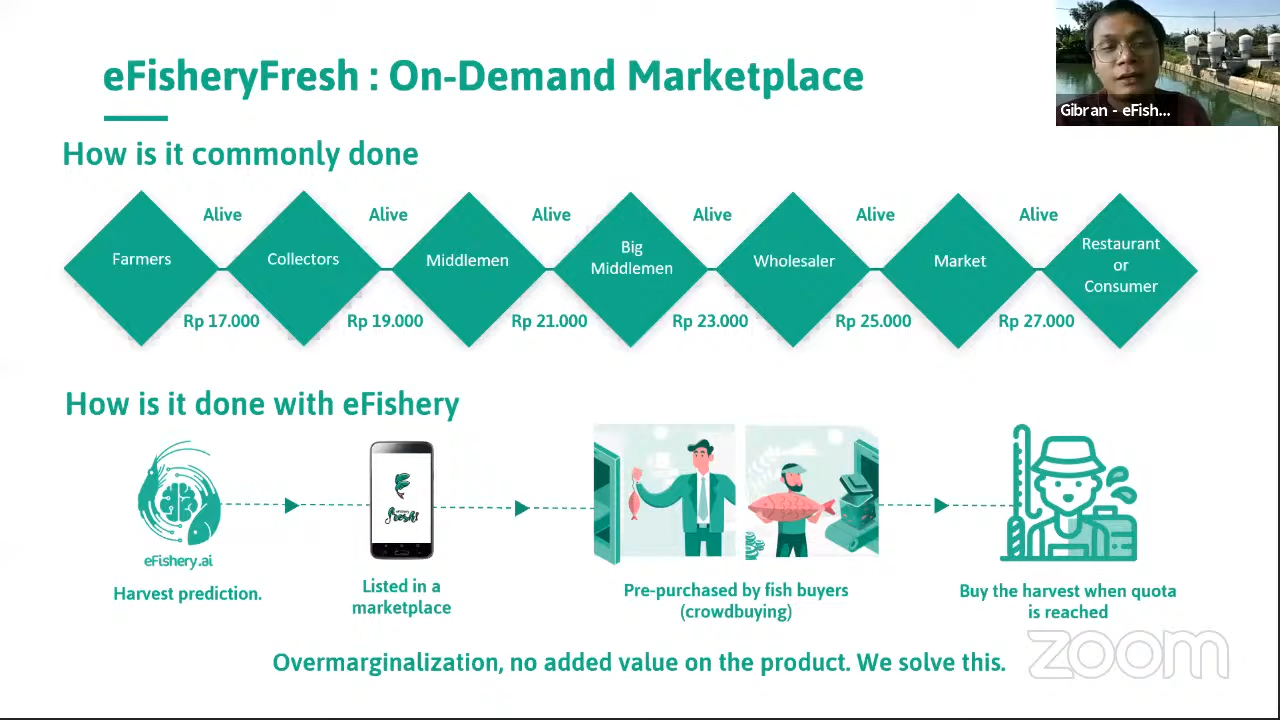 eFisheryFresh : On-Demand Marketplace
Gibran - eFish...
How is it commonly done
Alive
Alive
Alive
Alive
Alive
Alive
Farmers
Collectors
Middlemen
Big
Middlemen
Wholesaler
Market
Restaurant
or
Consumer
Rp 17.000
Rp 19.000
Rp 21.000
Rp 23.000
Rp 25.000
Rp 27.000
How is it done with eFishery
Fresh!
eFishery.ai
Harvest prediction.
Listed in a
marketplace
Pre-purchased by fish buyers
(crowdbuying)
Buy the harvest when quota
is reached
Overmarginalization, no added value on the product. We solve this.
zoom